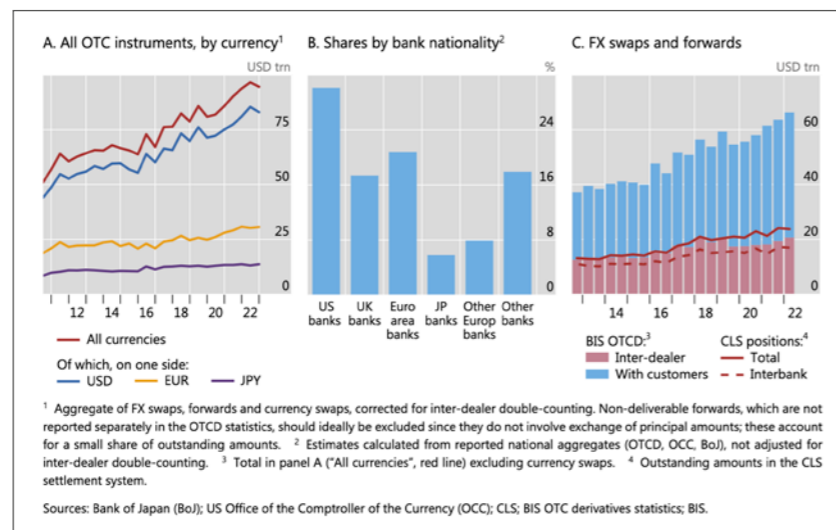 A. All OTC instruments, by currency1
USD trn
75
50
25
0
12 14 16 18 20 22
All currencies
Of which, on one side:
USD EUR JPY
B. Shares by bank nationality2
%
24
16
8
0
US banks
UK banks
Euro area banks
JP banks
Other Europ banks
Other banks
C. FX swaps and forwards
USD trn
60
40
20
0
14 16 18 20 22
BIS OTCD:3
Inter-dealer
With customers
CLS positions:4
Total
Interbank
1 Aggregate of FX swaps, forwards and currency swaps, corrected for inter-dealer double-counting. Non-deliverable forwards, which are not
reported separately in the OTCD statistics, should ideally be excluded since they do not involve exchange of principal amounts; these account
for a small share of outstanding amounts. 2 Estimates calculated from reported national aggregates (OTCD, OCC, BoJ), not adjusted for
inter-dealer double-counting. 3 Total in panel A ("All currencies", red line) excluding currency swaps. 4 Outstanding amounts in the CLS
settlement system.
Sources: Bank of Japan (BoJ); US Office of the Comptroller of the Currency (OCC); CLS; BIS OTC derivatives statistics; BIS.